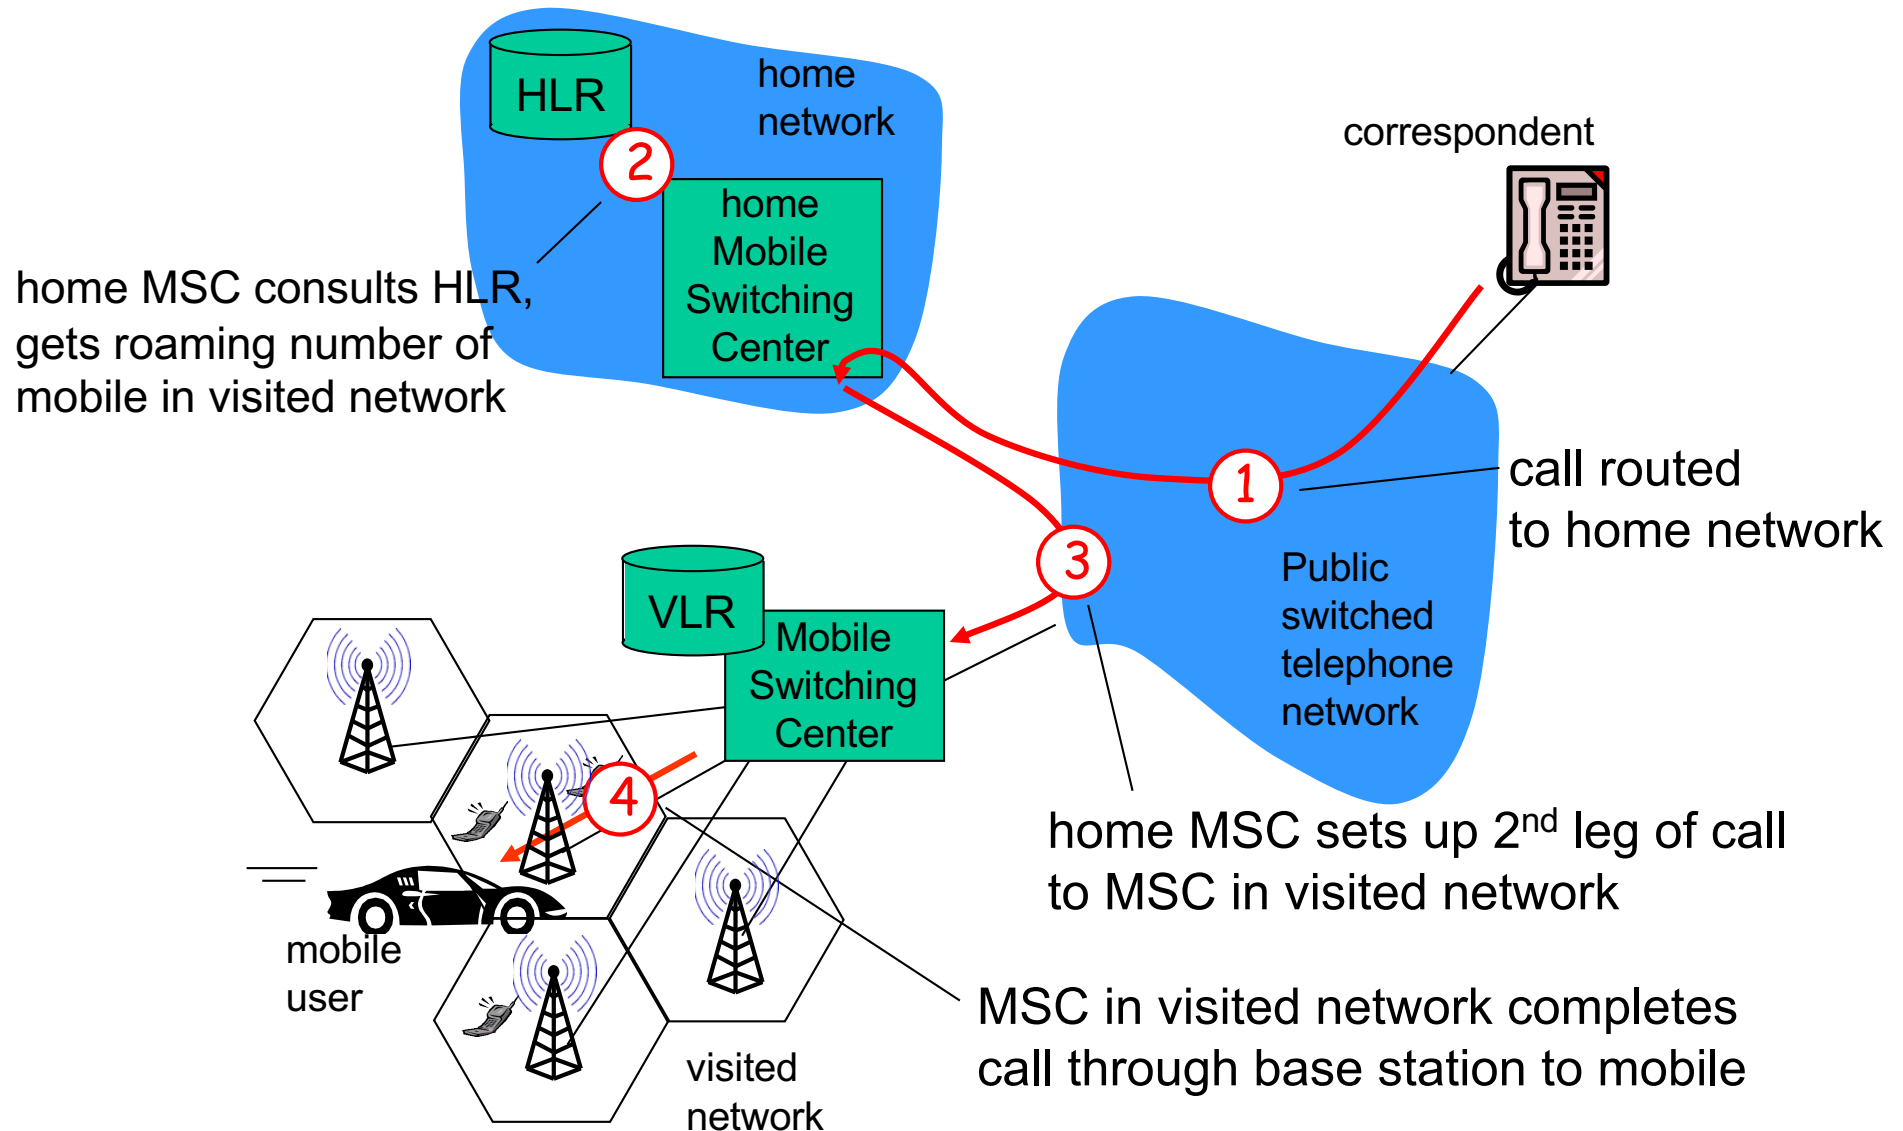 HLR
home
network
2
home
Mobile
Switching
Center
correspondent
home MSC consults HLR,
gets roaming number of
mobile in visited network
1
call routed
to home network
3
Public
switched
telephone
network
VLR
Mobile
Switching
Center
4
home MSC sets up 2nd leg of call
to MSC in visited network
mobile
user
MSC in visited network completes
call through base station to mobile
visited
network